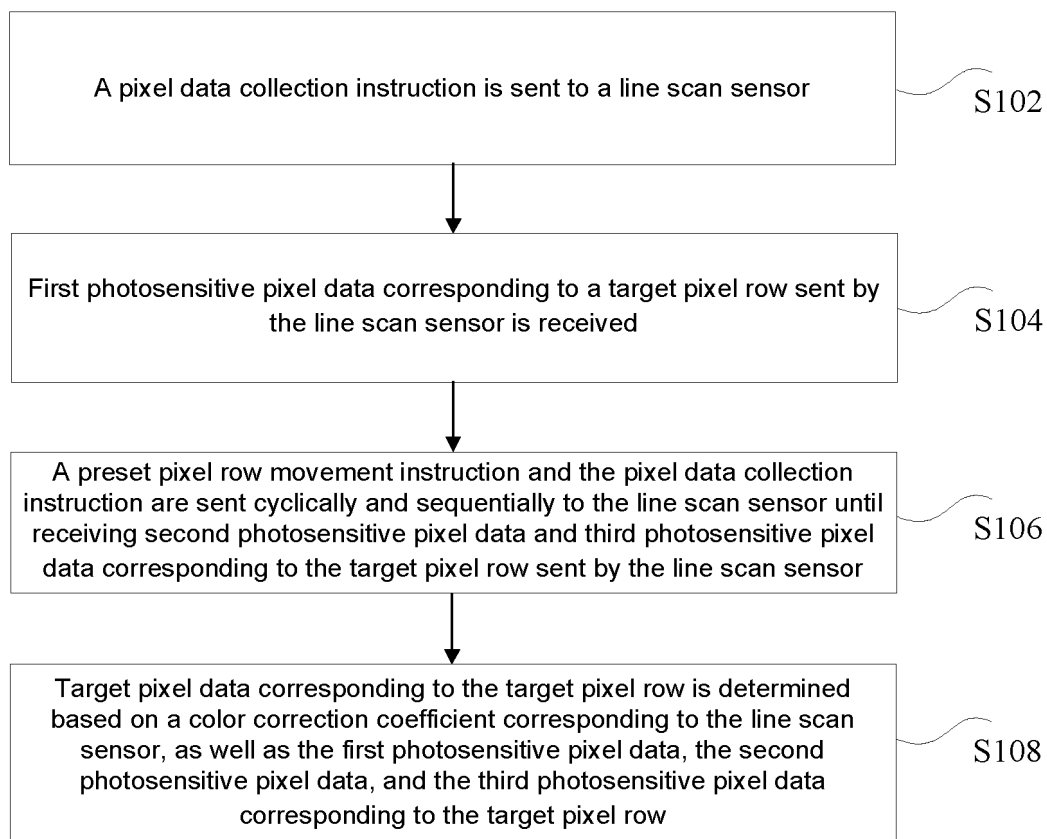 A pixel data collection instruction is sent to a line scan sensor
S102
First photosensitive pixel data corresponding to a target pixel row sent by
the line scan sensor is received
S104
A preset pixel row movement instruction and the pixel data collection
instruction are sent cyclically and sequentially to the line scan sensor until
receiving second photosensitive pixel data and third photosensitive pixel
data corresponding to the target pixel row sent by the line scan sensor
S106
Target pixel data corresponding to the target pixel row is determined
based on a color correction coefficient corresponding to the line scan
sensor, as well as the first photosensitive pixel data, the second
photosensitive pixel data, and the third photosensitive pixel data
corresponding to the target pixel row
S108